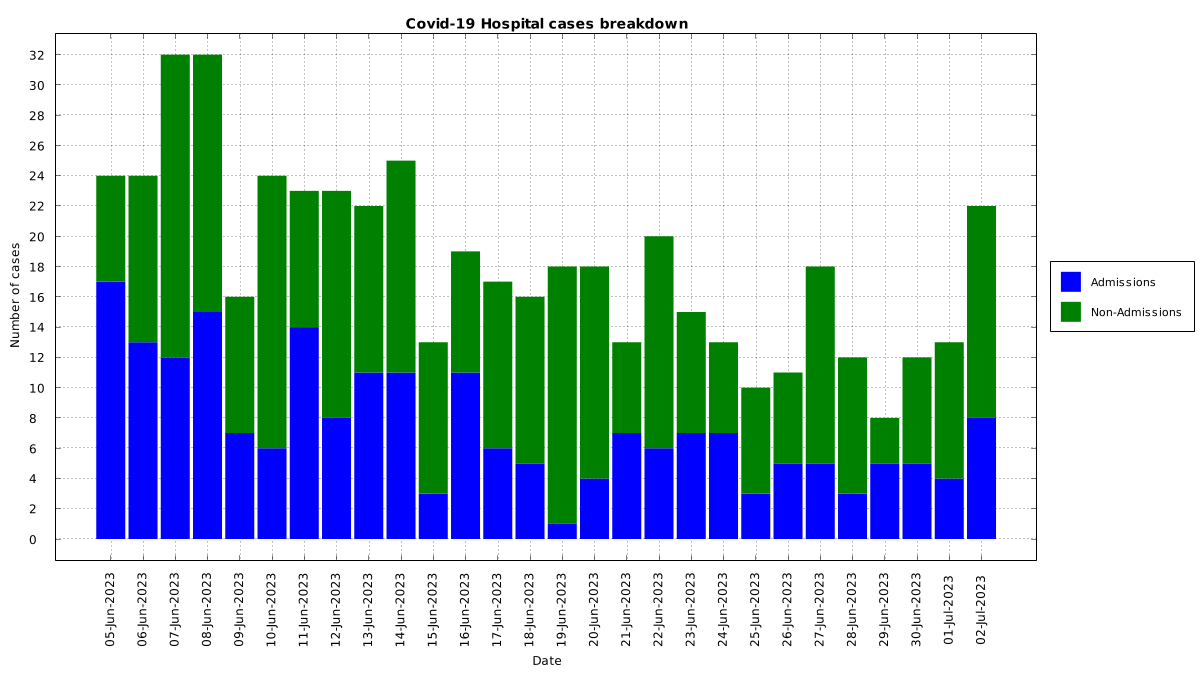 Covid-19 Hospital cases breakdown
Number of cases
32
30
28
26
24
22
20
18
16
14
12
10
8
6
4
2
0
05-Jun-2023
06-Jun-2023
07-Jun-2023
08-Jun-2023
09-Jun-2023
10-Jun-2023
11-Jun-2023
12-Jun-2023
13-Jun-2023
14-Jun-2023
15-Jun-2023
16-Jun-2023
17-Jun-2023
18-Jun-2023
19-Jun-2023
20-Jun-2023
21-Jun-2023
22-Jun-2023
23-Jun-2023
24-Jun-2023
25-Jun-2023
26-Jun-2023
27-Jun-2023
28-Jun-2023
29-Jun-2023
30-Jun-2023
01-Jul-2023
02-Jul-2023
Date
Admissions
Non-Admissions